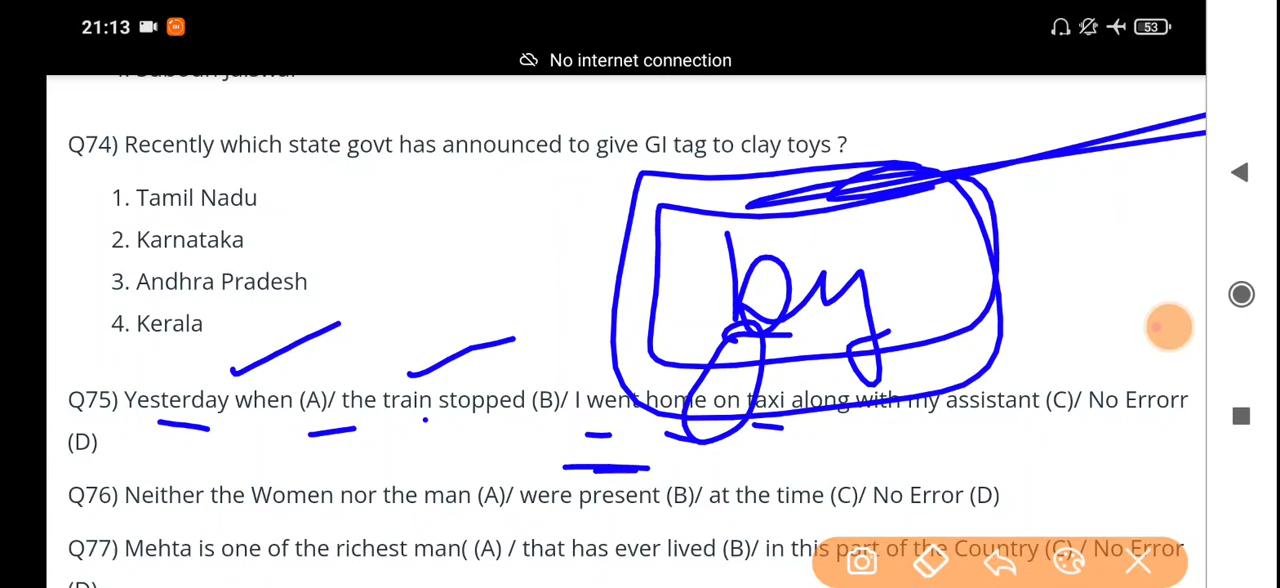 21:13 53
No internet connection
Q74) Recently which state govt has announced to give GI tag to clay toys ?
1. Tamil Nadu
2. Karnataka
3. Andhra Pradesh
4. Kerala
by
Q75) Yesterday when (A)/ the train stopped (B)/ I went home on taxi along with my assistant (C)/ No Errorr
(D)
Q76) Neither the Women nor the man (A)/ were present (B)/ at the time (C)/ No Error (D)
Q77) Mehta is one of the richest man( (A) / that has ever lived (B)/ in this part of the Country (C) / No Error